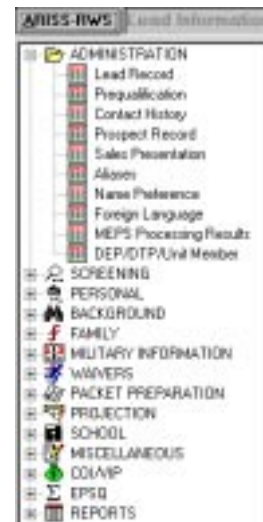 ARISS-RWS Lead Information
ADMINISTRATION
Lead Record
Prequalification
Contact History
Prospect Record
Sales Presentation
Aliases
Name Preference
Foreign Language
MEPS Processing Results
DEP/DTP/Unit Member
SCREENING
PERSONAL
BACKGROUND
FAMILY
MILITARY INFORMATION
WAIVERS
PACKET PREPARATION
PROJECTION
SCHOOL
MISCELLANEOUS
COI/VIP
EPSQ
REPORTS